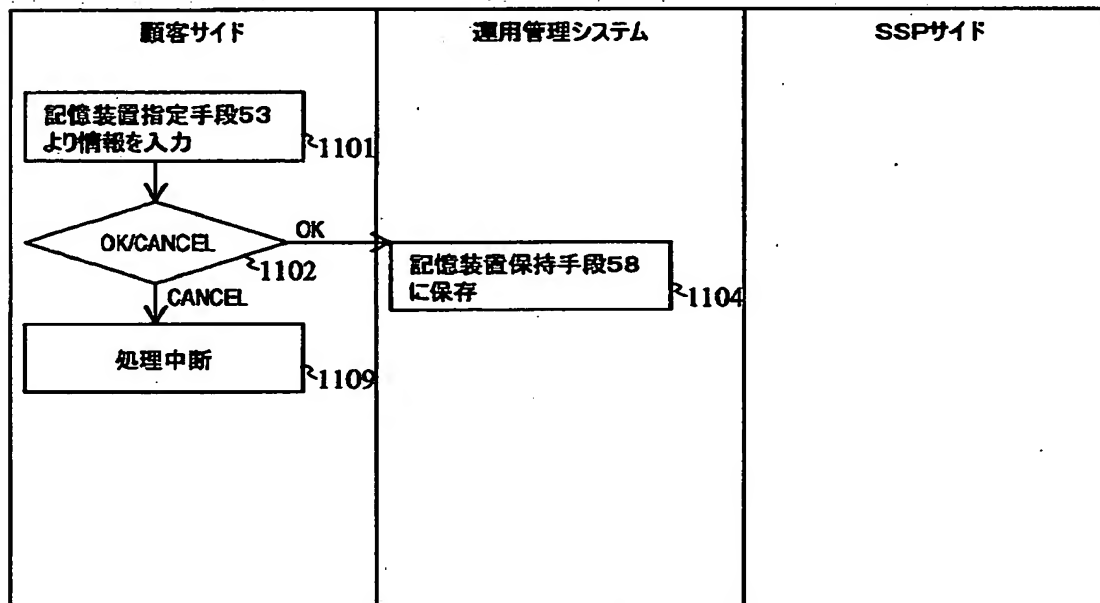 顧客サイド
運用管理システム
SSPサイド
記憶装置指定手段53
より情報を入力
1101
OK/CANCEL
OK
1102
記憶装置保持手段58
に保存
1104
CANCEL
処理中断
1109